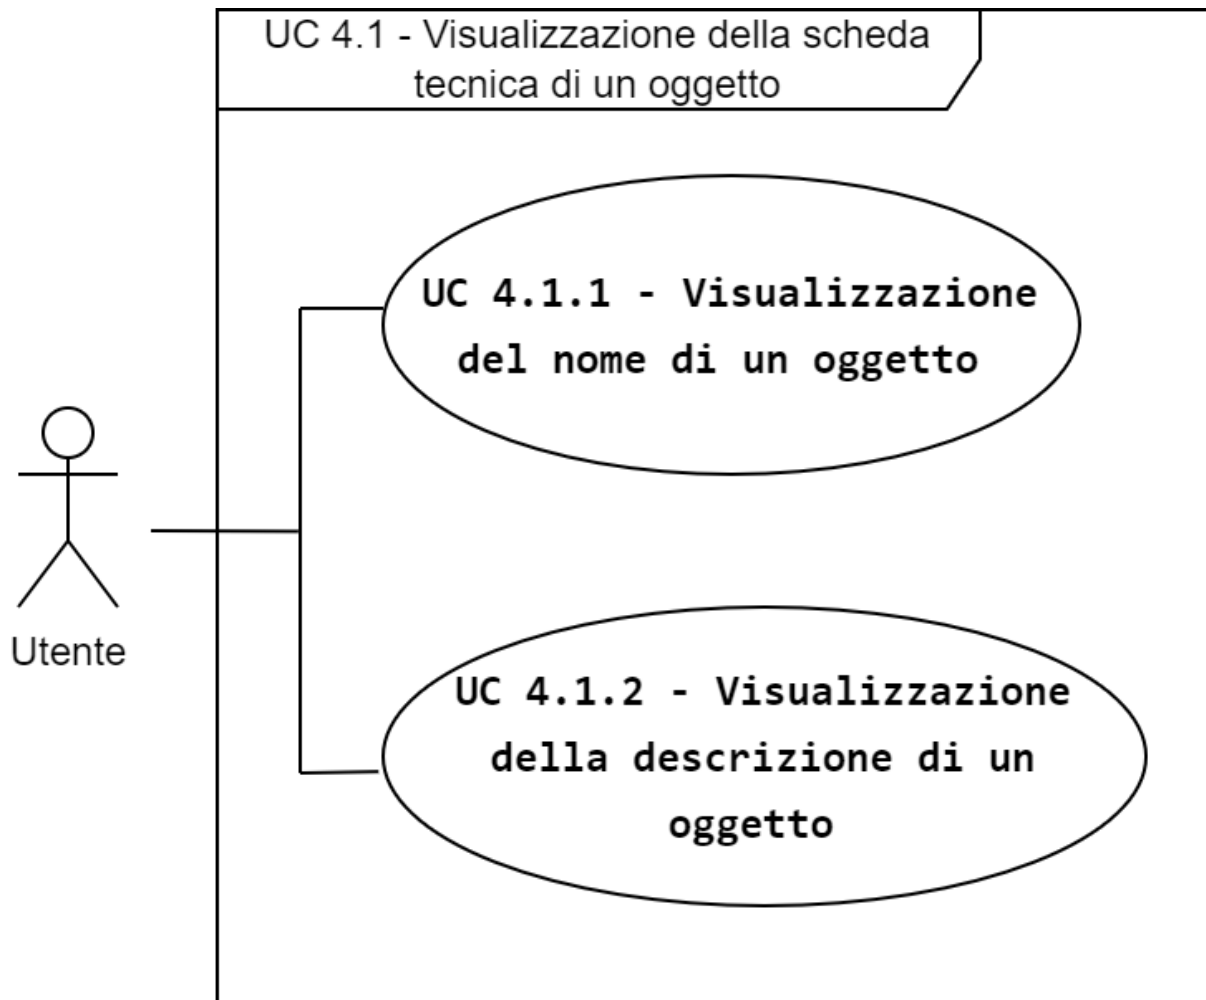 UC 4.1 - Visualizzazione della scheda
tecnica di un oggetto
UC 4.1.1 - Visualizzazione
del nome di un oggetto
Utente
UC 4.1.2 - Visualizzazione
della descrizione di un
oggetto